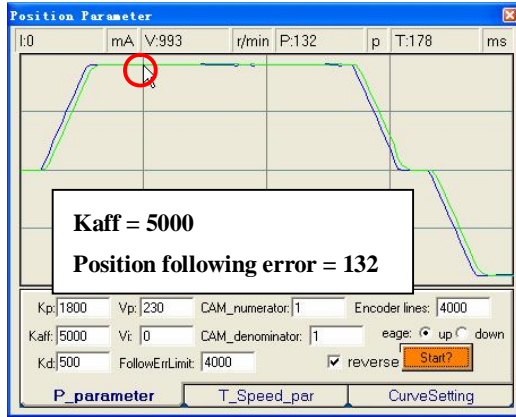 Position Parameter
I:0 mA V:993 r/min P:132 p T:178 ms
Kaff = 5000
Position following error = 132
Kp: 1800 Vp: 230 CAM_numerator: 1 Encoder lines: 4000
Kaff: 5000 Vi: 0 CAM_denominator: 1 eage: up down
Kd: 500 FollowErrLimit: 4000 reverse Start?
P_parameter T_Speed_par CurveSetting